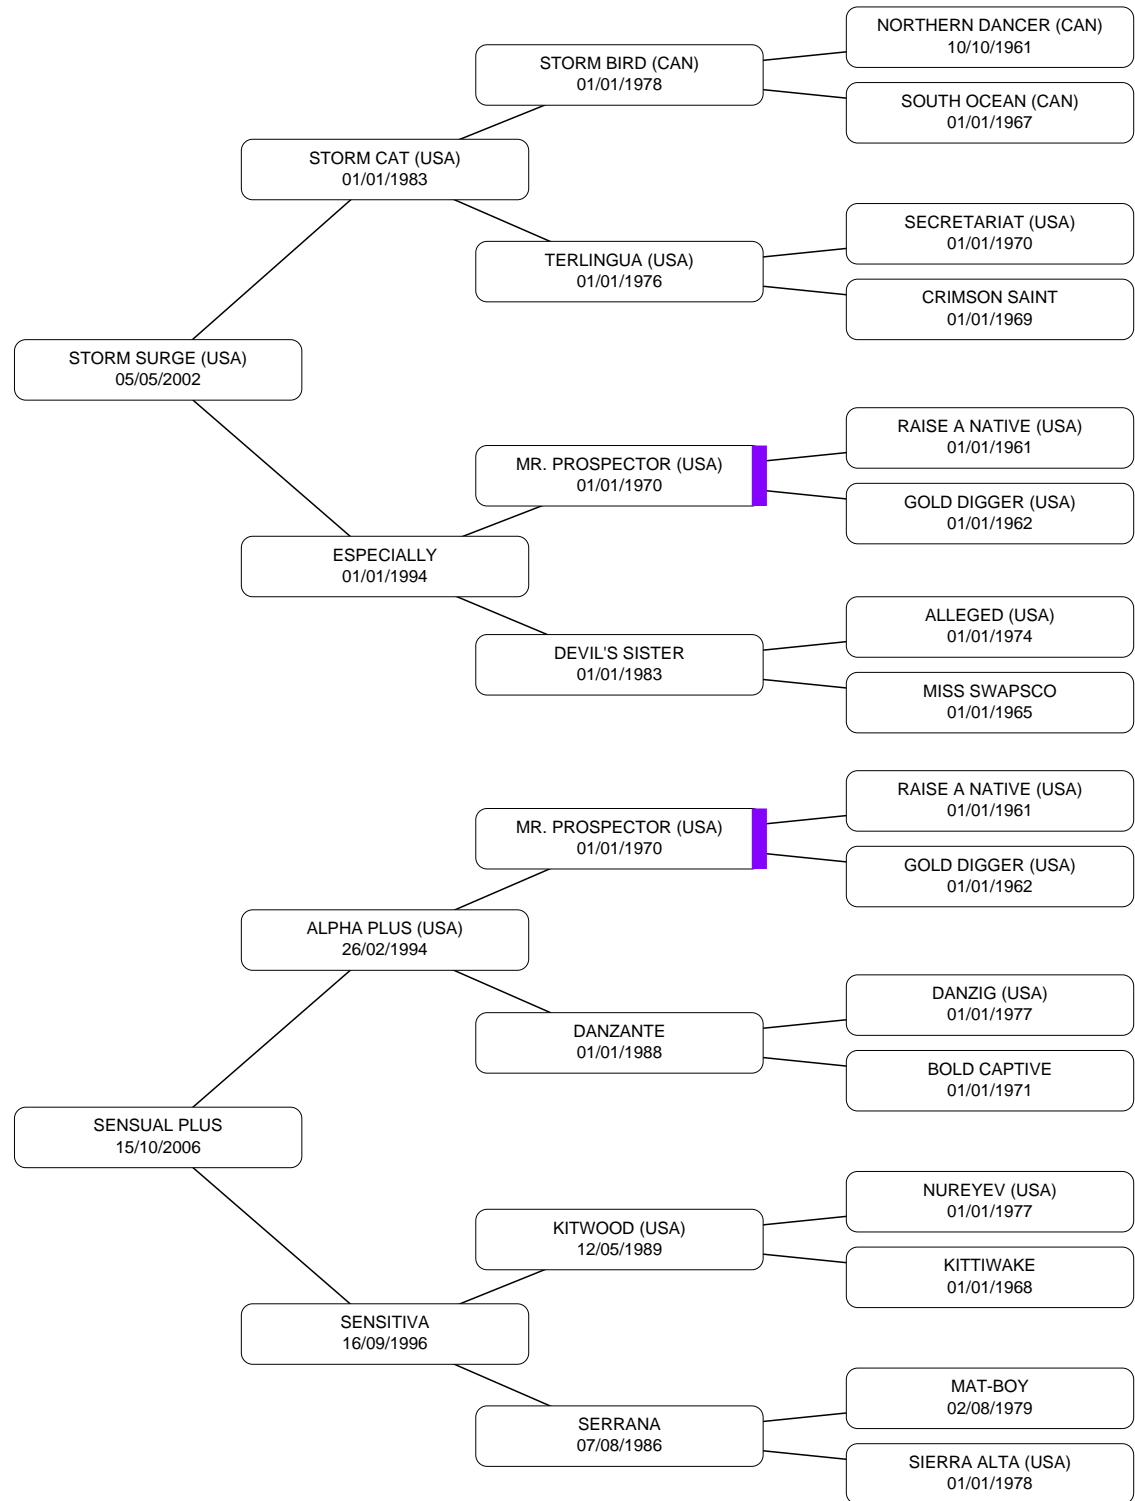 NORTHERN DANCER (CAN)
10/10/1961
STORM BIRD (CAN)
01/01/1978
SOUTH OCEAN (CAN)
01/01/1967
STORM CAT (USA)
01/01/1983
SECRETARIAT (USA)
01/01/1970
TERLINGUA (USA)
01/01/1976
CRIMSON SAINT
01/01/1969
STORM SURGE (USA)
05/05/2002
RAISE A NATIVE (USA)
01/01/1961
MR. PROSPECTOR (USA)
01/01/1970
GOLD DIGGER (USA)
01/01/1962
ESPECIALLY
01/01/1994
ALLEGED (USA)
01/01/1974
DEVIL'S SISTER
01/01/1983
MISS SWAPSCO
01/01/1965
RAISE A NATIVE (USA)
01/01/1961
MR. PROSPECTOR (USA)
01/01/1970
GOLD DIGGER (USA)
01/01/1962
ALPHA PLUS (USA)
26/02/1994
DANZIG (USA)
01/01/1977
DANZANTE
01/01/1988
BOLD CAPTIVE
01/01/1971
SENSUAL PLUS
15/10/2006
NUREYEV (USA)
01/01/1977
KITWOOD (USA)
12/05/1989
KITTIWAKE
01/01/1968
SENSITIVA
16/09/1996
MAT-BOY
02/08/1979
SERRANA
07/08/1986
SIERRA ALTA (USA)
01/01/1978